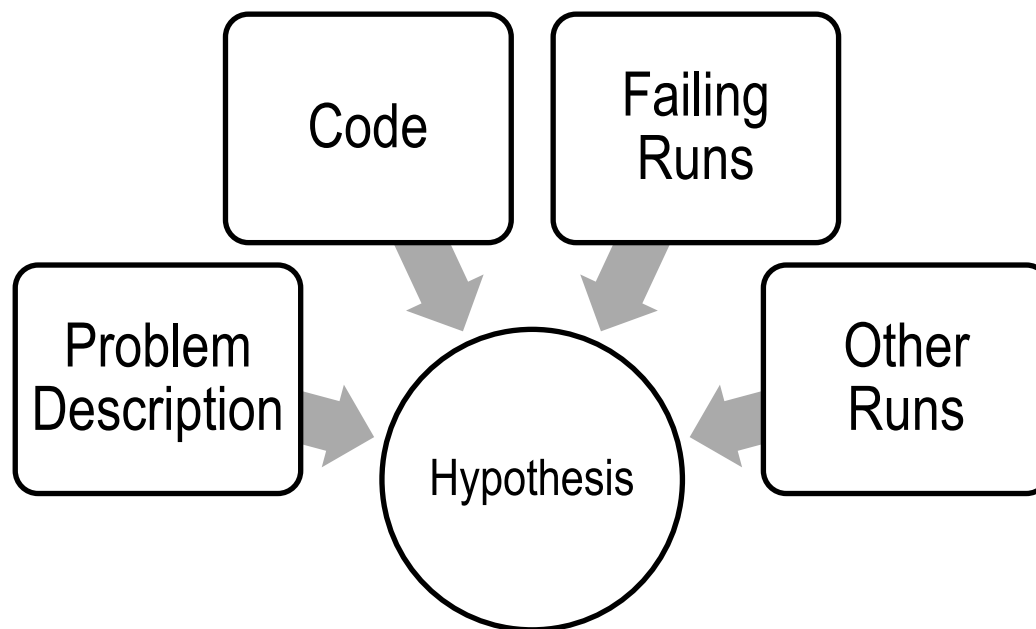 Code
Failing
Runs
Problem
Description
Other
Runs
Hypothesis